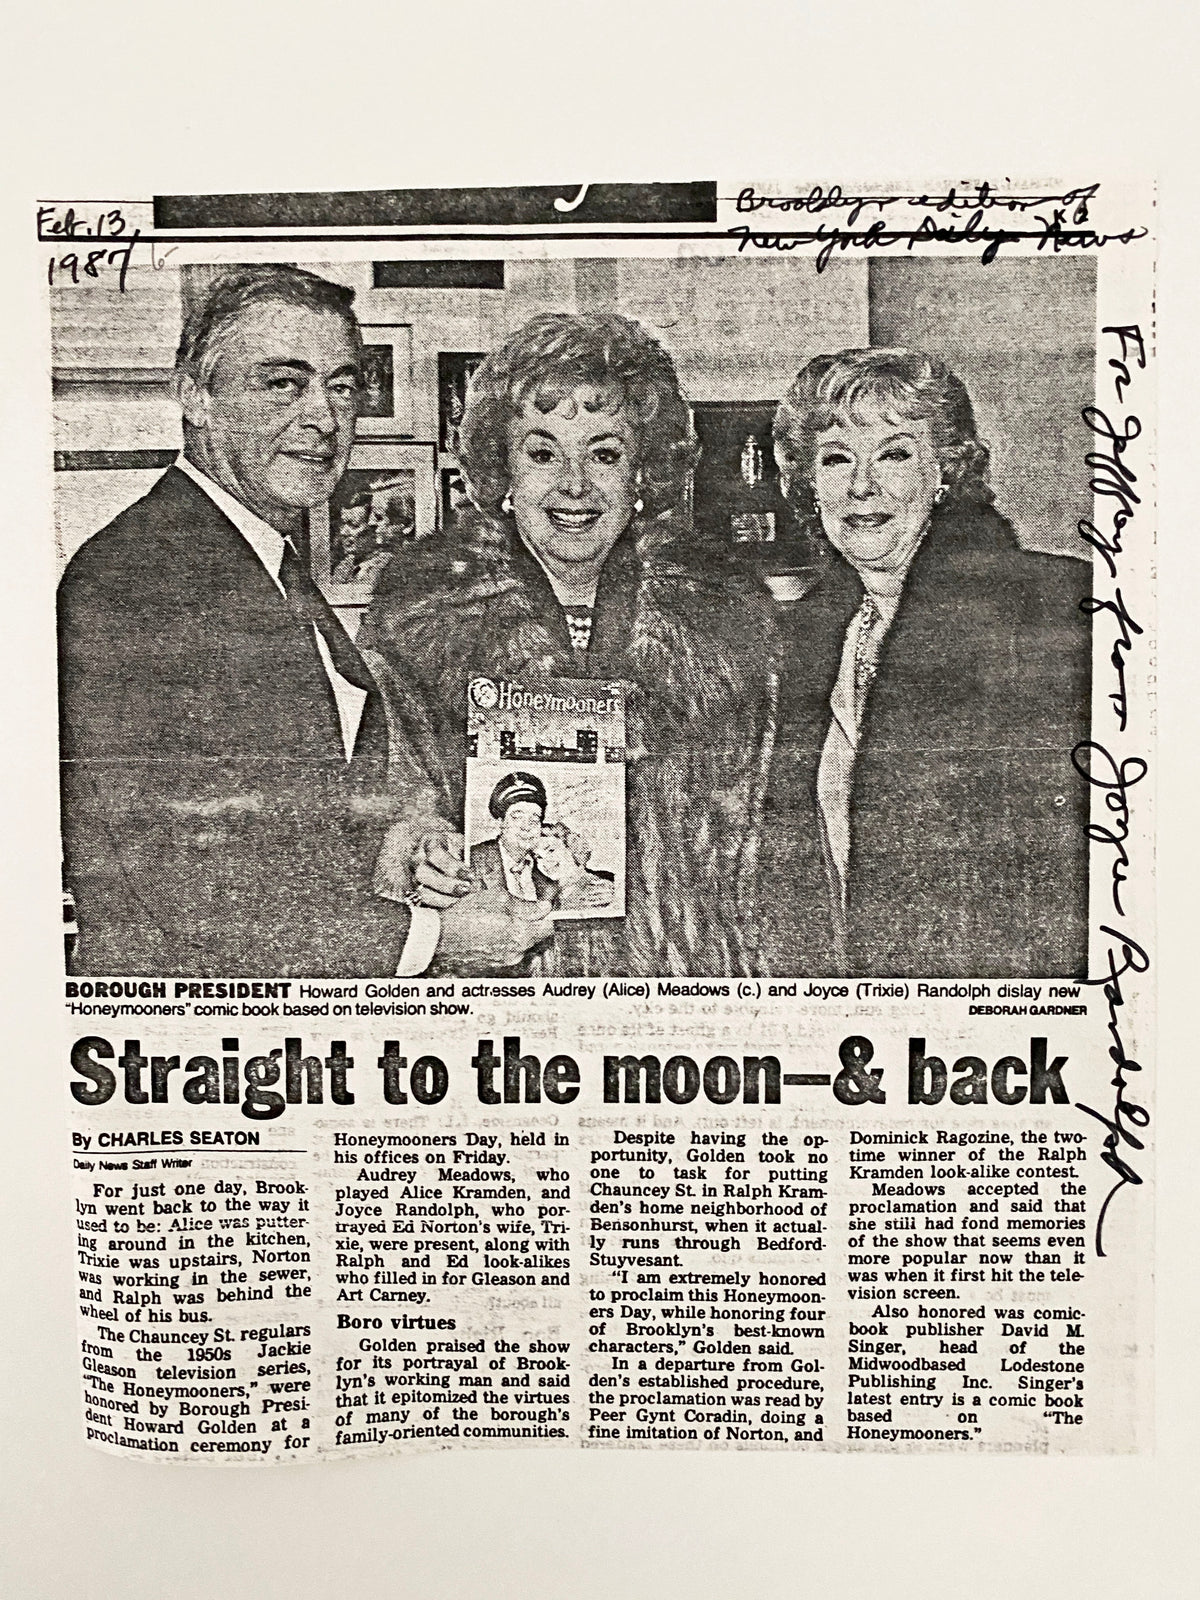 Feb. 13,
1987
Brooklyn edition of
New York Daily News
K 2
For Jeffrey from Joyce Randolph
The
Honeymooners
BOROUGH PRESIDENT Howard Golden and actresses Audrey (Alice) Meadows (c.) and Joyce (Trixie) Randolph dislay new
“Honeymooners” comic book based on television show.
DEBORAH GARDNER
Straight to the moon—& back
By CHARLES SEATON
Daily News Staff Writer
For just one day, Brook-
lyn went back to the way it
used to be: Alice was putter-
ing around in the kitchen,
Trixie was upstairs, Norton
was working in the sewer,
and Ralph was behind the
wheel of his bus.
The Chauncey St. regulars
from the 1950s Jackie
Gleason television series,
“The Honeymooners,” were
honored by Borough Presi-
dent Howard Golden at a
proclamation ceremony for
Honeymooners Day, held in
his offices on Friday.
Audrey Meadows, who
played Alice Kramden, and
Joyce Randolph, who por-
trayed Ed Norton’s wife, Tri-
xie, were present, along with
Ralph and Ed look-alikes
who filled in for Gleason and
Art Carney.
Boro virtues
Golden praised the show
for its portrayal of Brook-
lyn’s working man and said
that it epitomized the virtues
of many of the borough’s
family-oriented communities.
Despite having the op-
portunity, Golden took no
one to task for putting
Chauncey St. in Ralph Kram-
den’s home neighborhood of
Bensonhurst, when it actual-
ly runs through Bedford-
Stuyvesant.
“I am extremely honored
to proclaim this Honeymoon-
ers Day, while honoring four
of Brooklyn’s best-known
characters,” Golden said.
In a departure from Gol-
den’s established procedure,
the proclamation was read by
Peer Gynt Coradin, doing a
fine imitation of Norton, and
Dominick Ragozine, the two-
time winner of the Ralph
Kramden look-alike contest.
Meadows accepted the
proclamation and said that
she still had fond memories
of the show that seems even
more popular now than it
was when it first hit the tele-
vision screen.
Also honored was comic-
book publisher David M.
Singer, head of the
Midwoodbased Lodestone
Publishing Inc. Singer’s
latest entry is a comic book
based on “The
Honeymooners.”